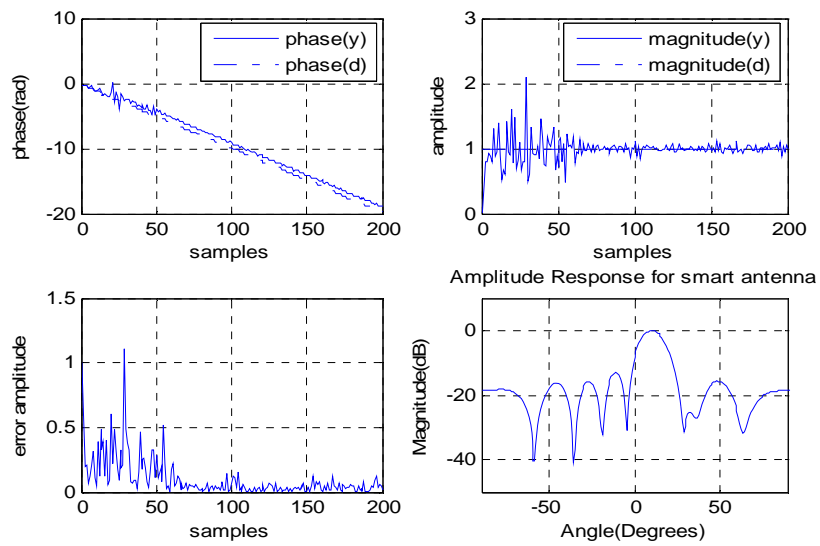 10
0
-10
-20
phase(rad)
phase(y)
phase(d)
0
50
100
150
200
samples
3
2
1
0
amplitude
magnitude(y)
magnitude(d)
0
50
100
150
200
samples
1.5
1
0.5
0
error amplitude
0
50
100
150
200
samples
Amplitude Response for smart antenna
0
-20
-40
Magnitude(dB)
-50
0
50
Angle(Degrees)